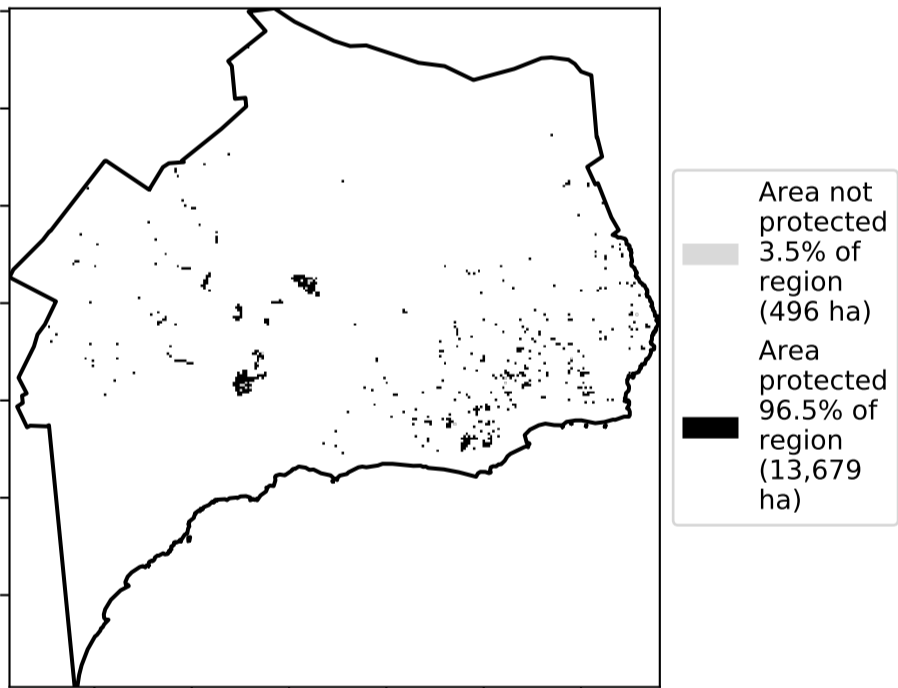 Area not
protected
3.5% of
region
(496 ha)
Area
protected
96.5% of
region
(13,679
ha)